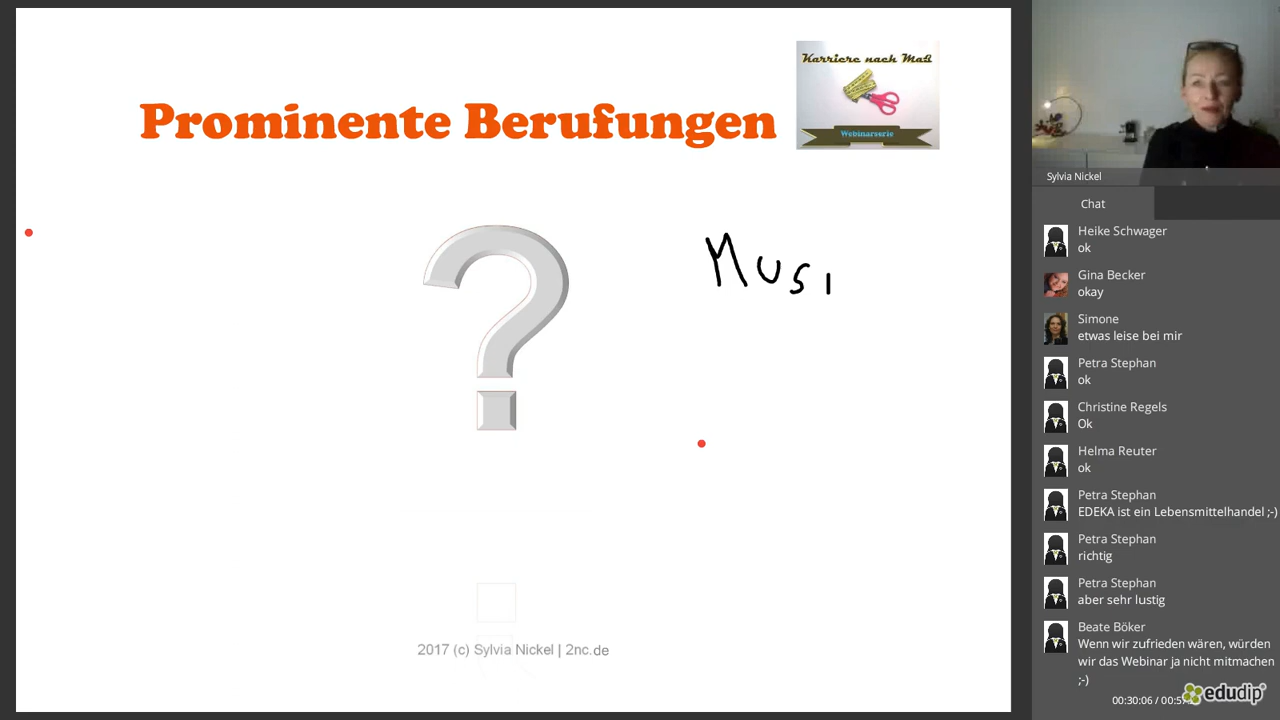 Karriere nach Maß
Webinarserie
Prominente Berufungen
Musi
2017 (c) Sylvia Nickel | 2nc.de
Sylvia Nickel
Chat
Heike Schwager
ok
Gina Becker
okay
Simone
etwas leise bei mir
Petra Stephan
ok
Christine Regels
Ok
Helma Reuter
ok
Petra Stephan
EDEKA ist ein Lebensmittelhandel ;-)
Petra Stephan
richtig
Petra Stephan
aber sehr lustig
Beate Böker
Wenn wir zufrieden wären, würden
wir das Webinar ja nicht mitmachen
;-)
00:30:06
edudip